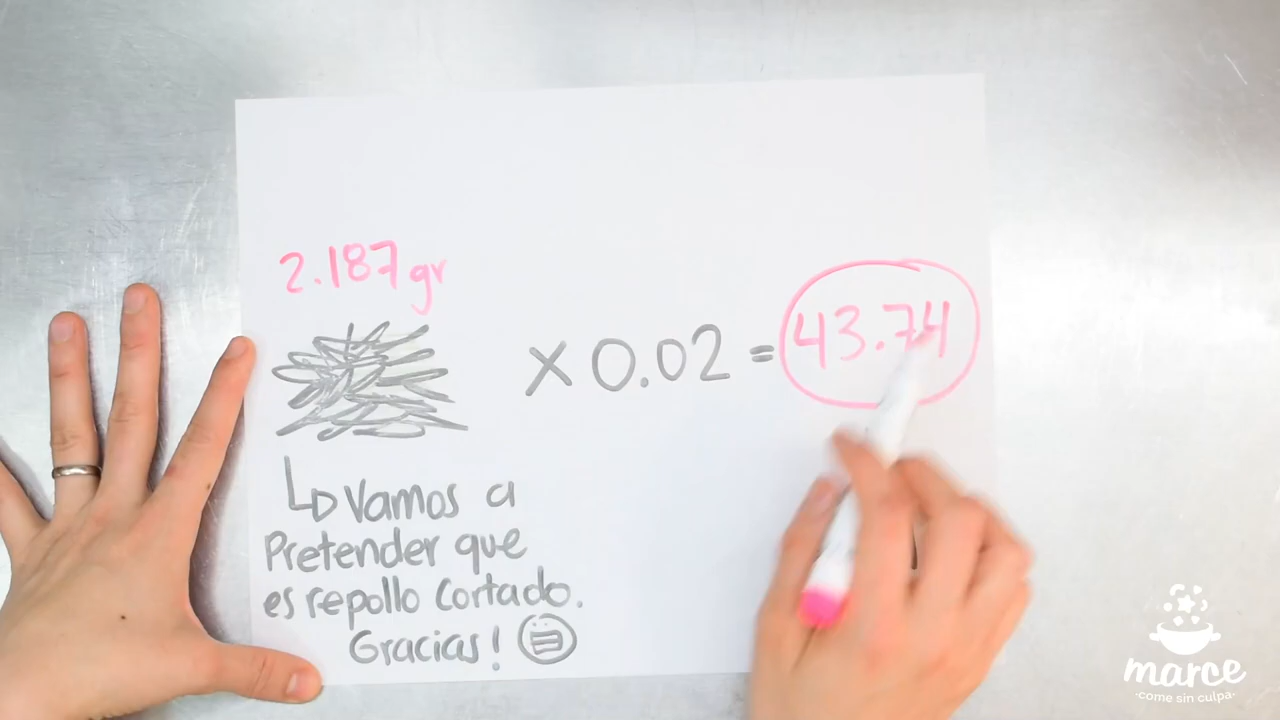 2.187 gr
x 0.02 = 43.74
Vamos a
Pretender que
es repollo Cortado.
Gracias!
marce
·come sin culpa·